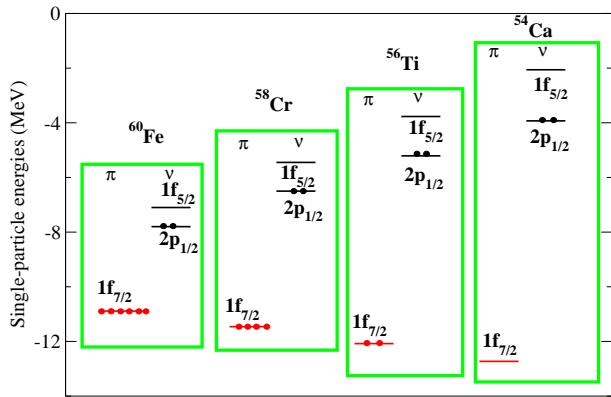 Single-particle energies (MeV)
0
-4
-8
-12
⁶⁰Fe
π ν
1f₅/₂
2p₁/₂
1f₇/₂
⁵⁸Cr
π ν
1f₅/₂
2p₁/₂
1f₇/₂
⁵⁶Ti
π ν
1f₅/₂
2p₁/₂
1f₇/₂
⁵⁴Ca
π ν
1f₅/₂
2p₁/₂
1f₇/₂